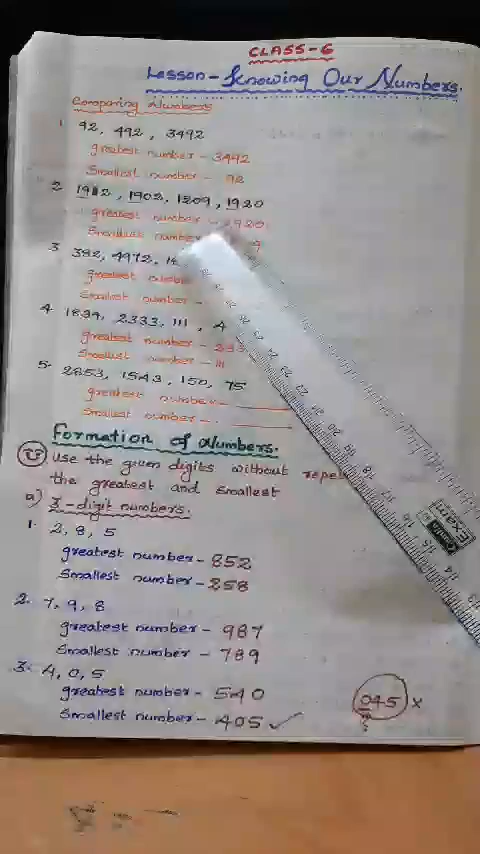 CLASS-6
Lesson - Knowing Our Numbers.
Comparing Numbers
1. 92, 492, 3492
greatest number - 3492
Smallest number - 92
2. 1902, 1209, 1920
greatest number - 1920
Smallest number
3. 382, 4972,
greatest number
Smallest number -
4. 1834, 2333, 111, 4
greatest number - 233
Smallest number - 111
5. 2853, 1543, 150, 75
greatest number-
Smallest number -
Formation of Numbers.
Use the given digits without
the greatest and smallest
a) 3-digit numbers.
1. 2, 8, 5
greatest number - 852
Smallest number - 258
2. 7, 9, 8
greatest number - 987
Smallest number - 789
3. 4, 0, 5
greatest number - 540
Smallest number - 405 ✓
045 ×